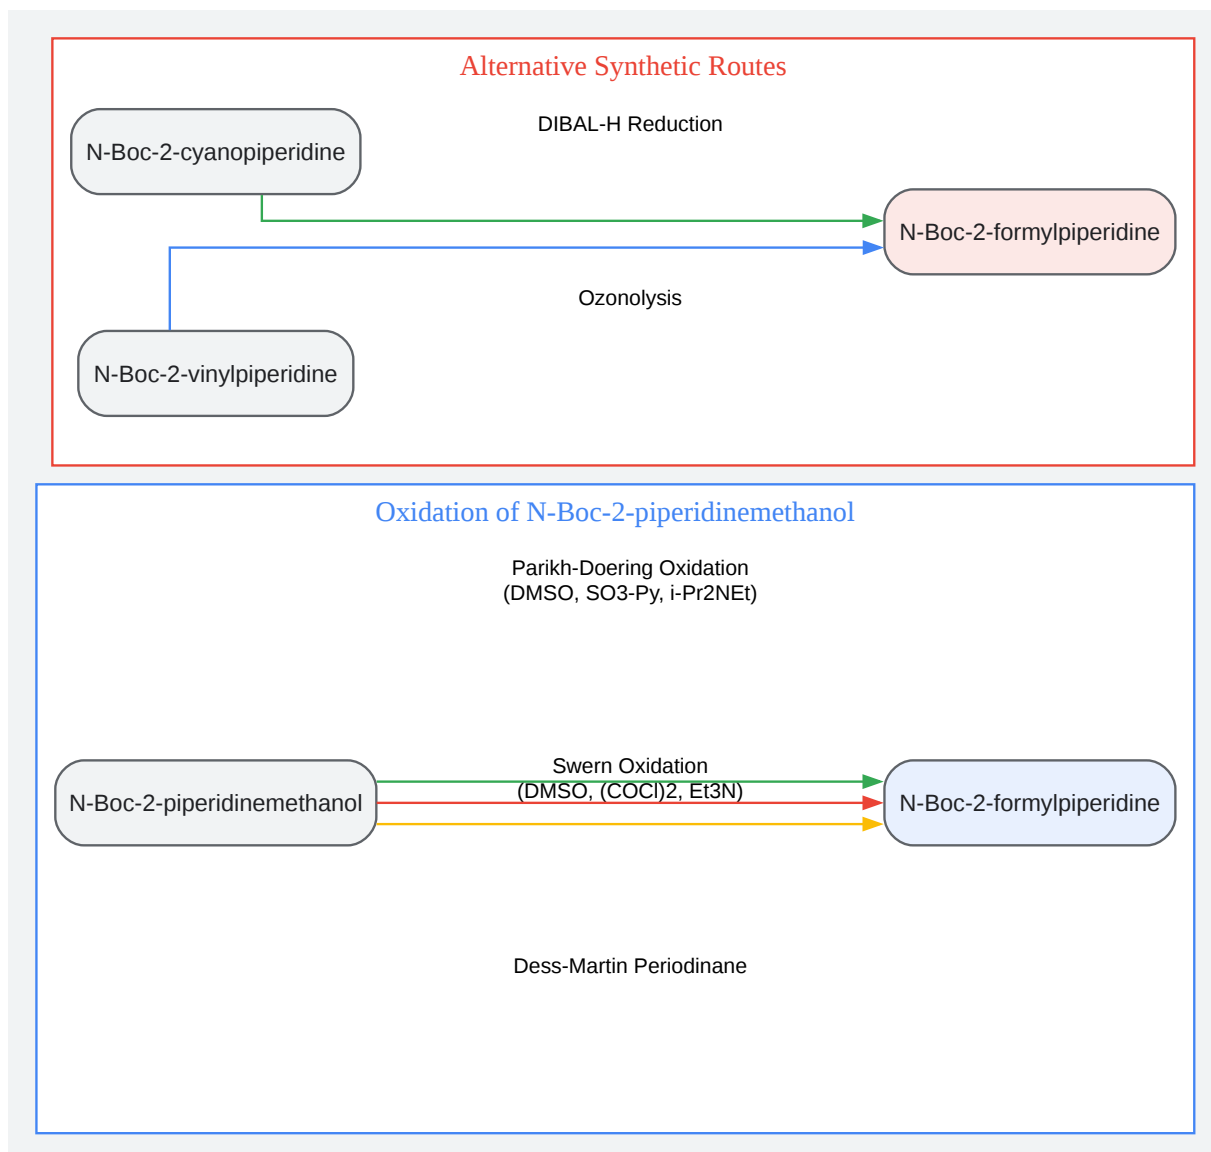 Alternative Synthetic Routes
DIBAL-H Reduction
N-Boc-2-cyanopiperidine
N-Boc-2-formylpiperidine
Ozonolysis
N-Boc-2-vinylpiperidine
Oxidation of N-Boc-2-piperidinemethanol
Parikh-Doering Oxidation
(DMSO, SO3-Py, i-Pr2NEt)
Swern Oxidation
(DMSO, (COCl)2, Et3N)
N-Boc-2-piperidinemethanol
N-Boc-2-formylpiperidine
Dess-Martin Periodinane